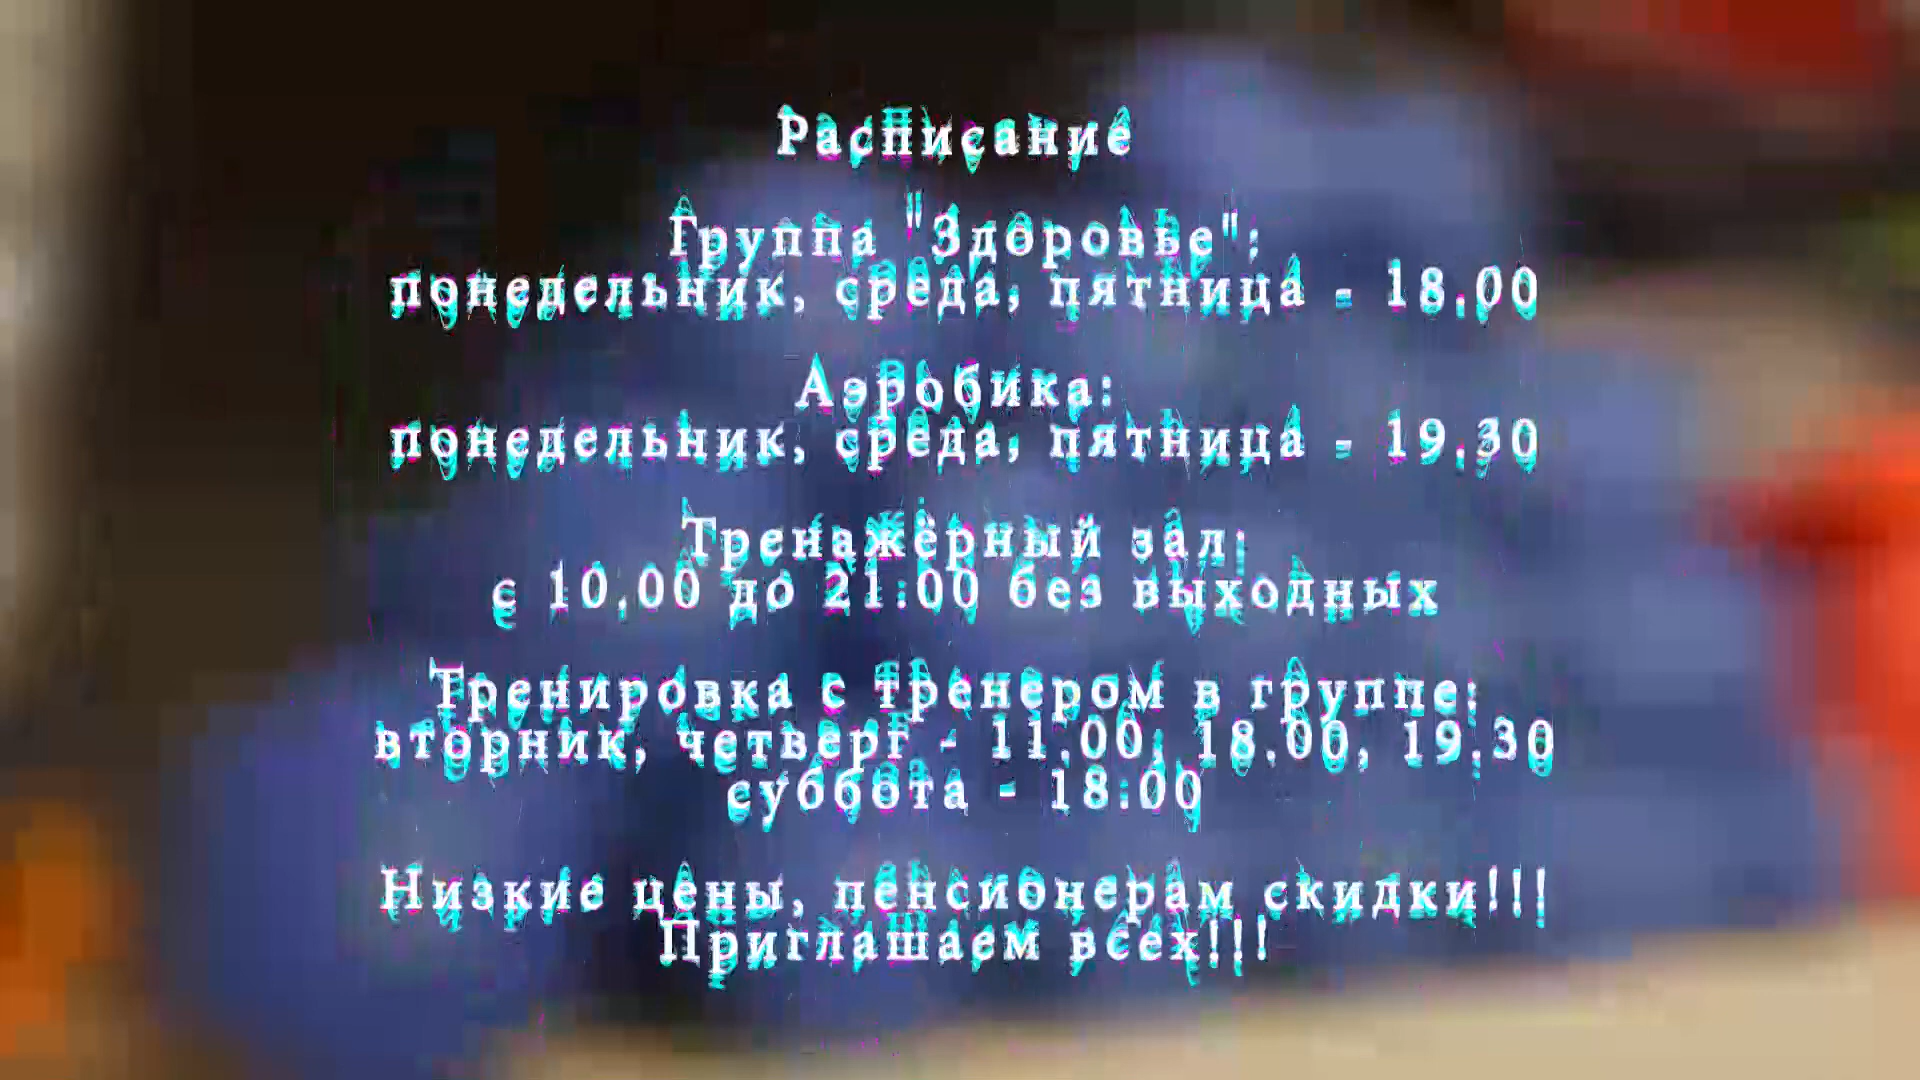 Расписание
Группа "Здоровье":
понедельник, среда, пятница - 18.00
Аэробика:
понедельник, среда, пятница - 19.30
Тренажёрный зал:
с 10.00 до 21:00 без выходных
Тренировка с тренером в группе:
вторник, четверг - 11.00, 18.00, 19.30
суббота - 18:00
Низкие цены, пенсионерам скидки!!!
Приглашаем всех!!!